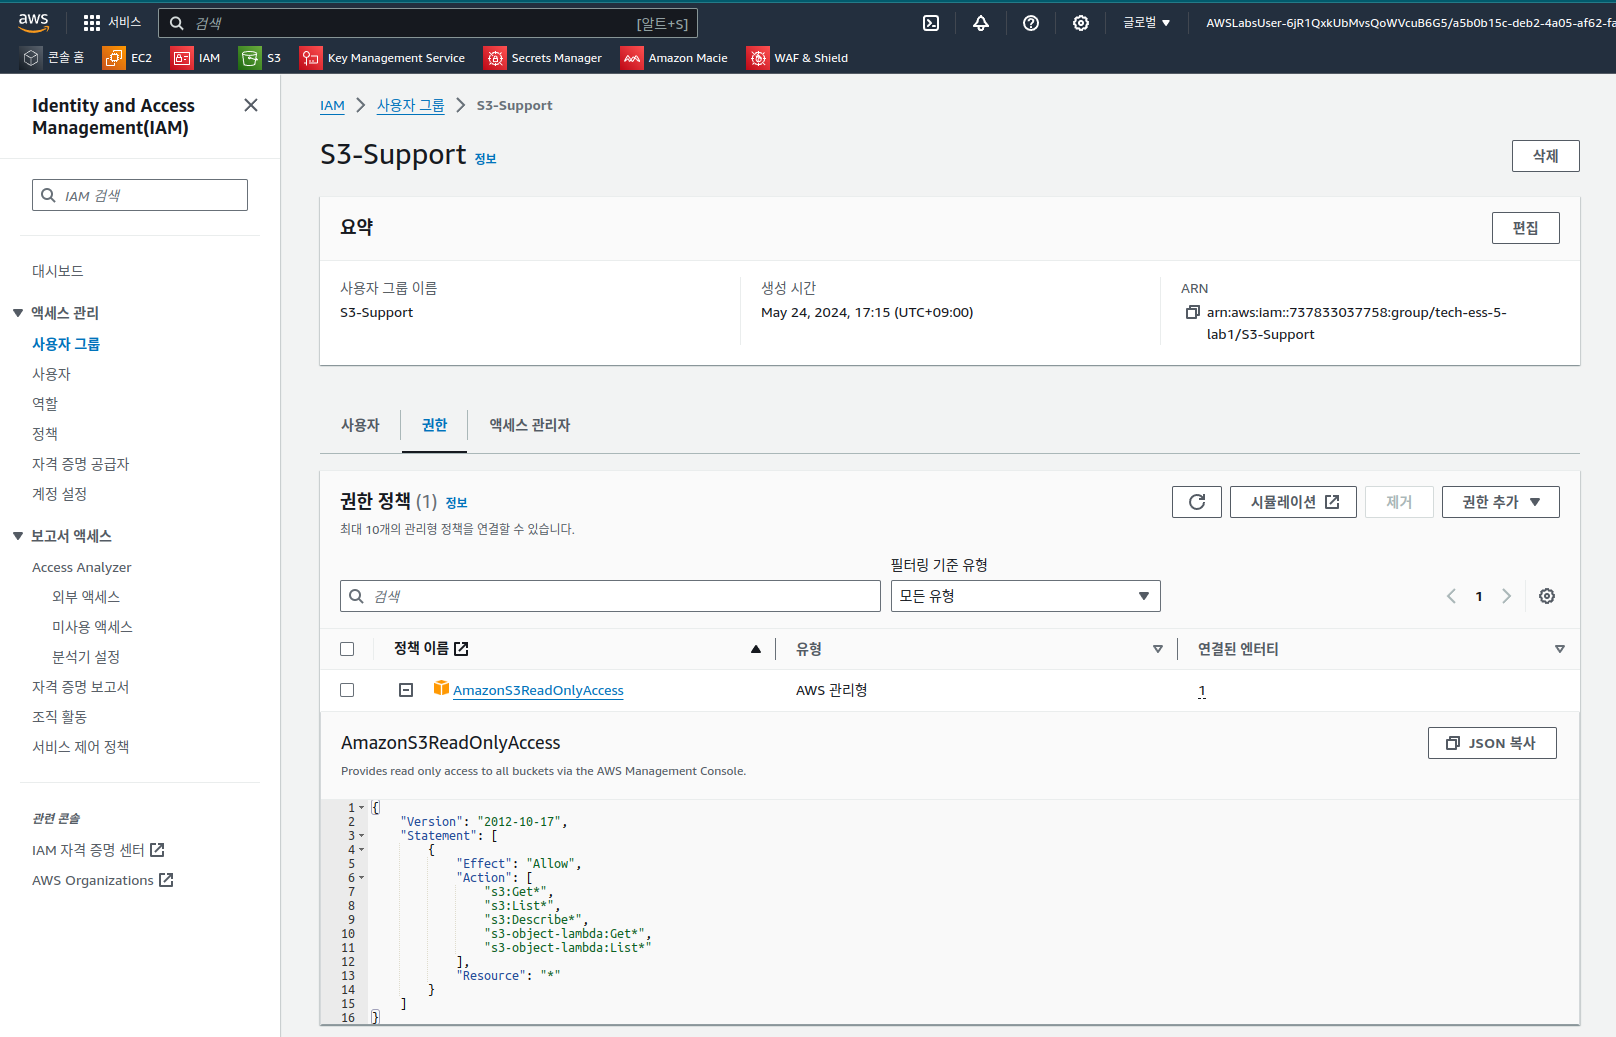 aws
서비스
검색
[알트+S]
글로벌
AWSLabsUser-6jR1QxkUbMvsQoWVcuB6G5/a5b0b15c-deb2-4a05-af62-fa
콘솔 홈
EC2
IAM
S3
Key Management Service
Secrets Manager
Amazon Macie
WAF & Shield
Identity and Access
Management(IAM)
IAM 검색
대시보드
액세스 관리
사용자 그룹
사용자
역할
정책
자격 증명 공급자
계정 설정
보고서 액세스
Access Analyzer
외부 액세스
미사용 액세스
분석기 설정
자격 증명 보고서
조직 활동
서비스 제어 정책
관련 콘솔
IAM 자격 증명 센터
AWS Organizations
IAM
사용자 그룹
S3-Support
S3-Support 정보
삭제
요약
편집
사용자 그룹 이름
S3-Support
생성 시간
May 24, 2024, 17:15 (UTC+09:00)
ARN
arn:aws:iam::737833037758:group/tech-ess-5-
lab1/S3-Support
사용자
권한
액세스 관리자
권한 정책 (1) 정보
최대 10개의 관리형 정책을 연결할 수 있습니다.
시뮬레이션
제거
권한 추가
필터링 기준 유형
검색
모든 유형
1
정책 이름
유형
연결된 엔터티
AmazonS3ReadOnlyAccess
AWS 관리형
1
AmazonS3ReadOnlyAccess
JSON 복사
Provides read only access to all buckets via the AWS Management Console.
1 {
2 "Version": "2012-10-17",
3 "Statement": [
4 {
5 "Effect": "Allow",
6 "Action": [
7 "s3:Get*",
8 "s3:List*",
9 "s3:Describe*",
10 "s3-object-lambda:Get*",
11 "s3-object-lambda:List*"
12 ],
13 "Resource": "*"
14 }
15 ]
16 }